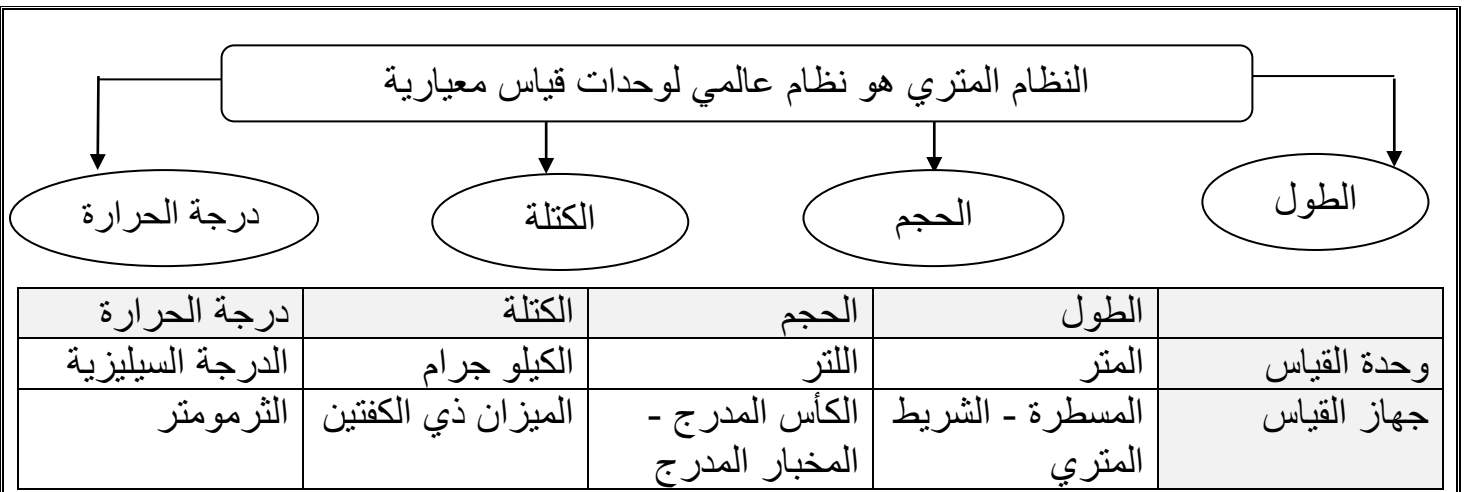 النظام المتري هو نظام عالمي لوحدات قياس معيارية
الطول
الحجم
الكتلة
درجة الحرارة
الطول الحجم الكتلة درجة الحرارة
وحدة القياس المتر اللتر الكيلو جرام الدرجة السيليزية
جهاز القياس المسطرة - الشريط الكأس المدرج - الميزان ذي الكفتين الثرمومتر
المتري المخبار المدرج